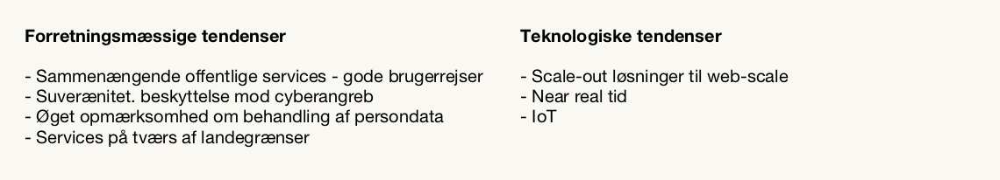 Forretningsmæssige tendenser
- Sammenængende offentlige services - gode brugerrejser
- Suverænitet. beskyttelse mod cyberangreb
- Øget opmærksomhed om behandling af persondata
- Services på tværs af landegrænser
Teknologiske tendenser
- Scale-out løsninger til web-scale
- Near real tid
- IoT